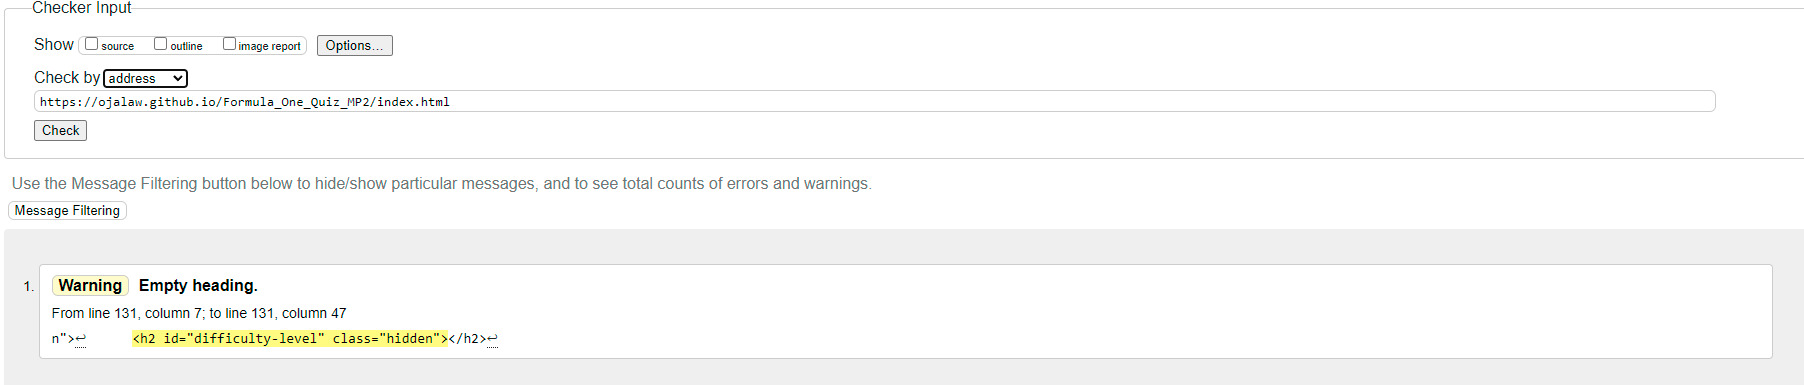 Checker Input
Show source outline image report Options...
Check by address
https://ojalaw.github.io/Formula_One_Quiz_MP2/index.html
Check
Use the Message Filtering button below to hide/show particular messages, and to see total counts of errors and warnings.
Message Filtering
1. Warning Empty heading.
From line 131, column 7; to line 131, column 47
n">↩ <h2 id="difficulty-level" class="hidden"></h2>↩